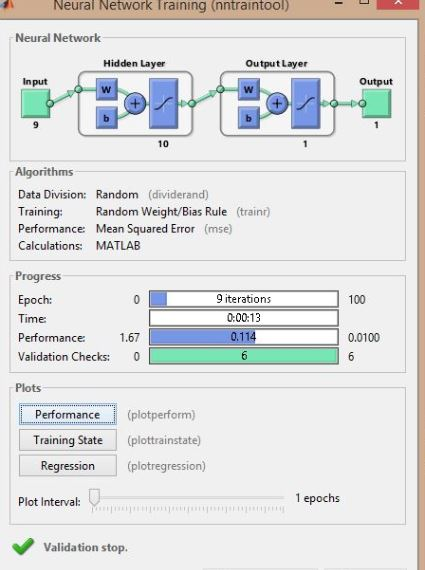 Neural Network Training (nntraintool)
Neural Network
Hidden Layer
Output Layer
Input
Output
W
W
b
b
+
+
9
10
1
1
Algorithms
Data Division: Random (dividerand)
Training: Random Weight/Bias Rule (trainr)
Performance: Mean Squared Error (mse)
Calculations: MATLAB
Progress
Epoch: 0 9 iterations 100
Time: 0:00:13
Performance: 1.67 0.114 0.0100
Validation Checks: 0 6 6
Plots
Performance (plotperform)
Training State (plottrainstate)
Regression (plotregression)
Plot Interval: 1 epochs
Validation stop.